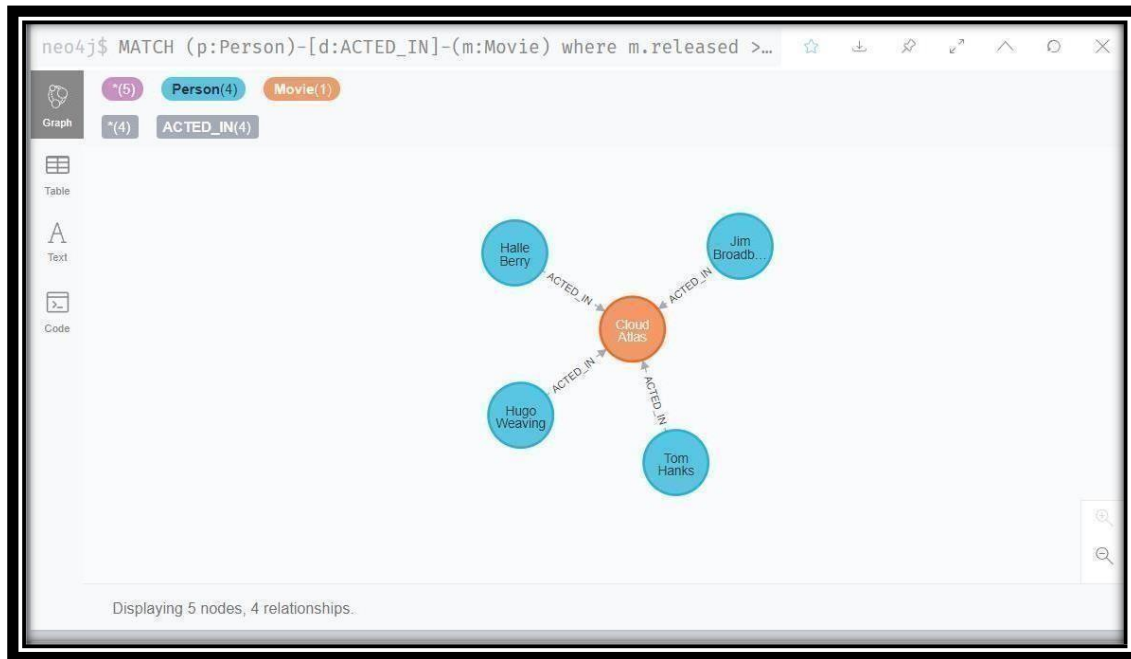 neo4j$ MATCH (p:Person)-[d:ACTED_IN]-(m:Movie) where m.released >…
*(5) Person(4) Movie(1)
Graph
*(4) ACTED_IN(4)
Table
A
Text
>_
Code
Halle
Berry
Jim
Broadb…
ACTED_IN
ACTED_IN
Cloud
Atlas
ACTED_IN
ACTED_IN
Hugo
Weaving
Tom
Hanks
Displaying 5 nodes, 4 relationships.